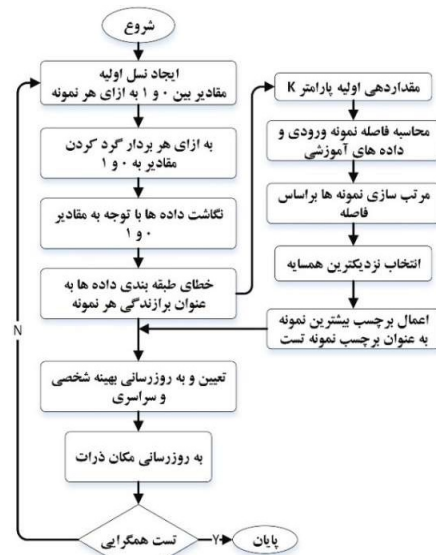 شروع
ایجاد نسل اولیه
مقادیر بین ۰ و ۱ به ازای هر نمونه
به ازای هر بردار گرد کردن
مقادیر به ۰ و ۱
نگاشت داده ها با توجه به مقادیر
۰ و ۱
خطای طبقه بندی داده ها به
عنوان برازندگی هر نمونه
مقداردهی اولیه پارامتر K
محاسبه فاصله نمونه ورودی و
داده های آموزشی
مرتب سازی نمونه ها براساس
فاصله
انتخاب نزدیکترین همسایه
اعمال برچسب بیشترین نمونه
به عنوان برچسب نمونه تست
تعیین و به روزرسانی بهینه شخصی
و سراسری
به روزرسانی مکان ذرات
تست همگرایی
N
Y
پایان